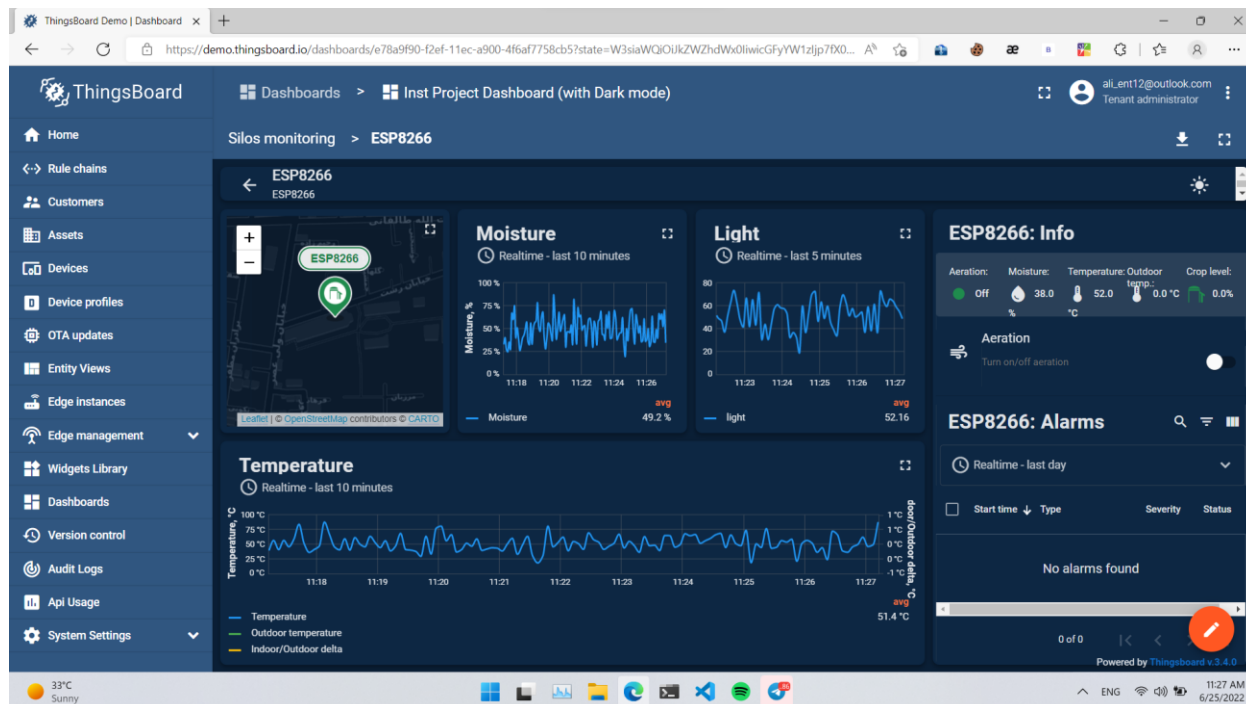 ThingsBoard Demo | Dashboard
https://demo.thingsboard.io/dashboards/e78a9f90-f2ef-11ec-a900-4f6af7758cb5?state=W3siaWQiOiJkZWZhdWx0IiwicGFyYW1zIjp7fX0...
ThingsBoard
Dashboards > Inst Project Dashboard (with Dark mode)
ali_ent12@outlook.com
Tenant administrator
Home
Rule chains
Customers
Assets
Devices
Device profiles
OTA updates
Entity Views
Edge instances
Edge management
Widgets Library
Dashboards
Version control
Audit Logs
Api Usage
System Settings
Silos monitoring > ESP8266
ESP8266
ESP8266
+
−
ESP8266
Leaflet | © OpenStreetMap contributors © CARTO
Moisture
Realtime - last 10 minutes
Moisture, %
100 %
75 %
50 %
25 %
0 %
11:18 11:20 11:22 11:24 11:26
avg
Moisture 49.2 %
Light
Realtime - last 5 minutes
80
60
40
20
0
11:23 11:24 11:25 11:26 11:27
avg
light 52.16
Temperature
Realtime - last 10 minutes
Temperature, °C
100 °C
75 °C
50 °C
25 °C
0 °C
1 °C
1 °C
0 °C
0 °C
-1 °C
door/Outdoor delta, °C
11:18 11:19 11:20 11:21 11:22 11:23 11:24 11:25 11:26 11:27
avg
Temperature 51.4 °C
Outdoor temperature
Indoor/Outdoor delta
ESP8266: Info
Aeration: Moisture: Temperature: Outdoor temp.: Crop level:
Off 38.0 % 52.0 °C 0.0 °C 0.0%
Aeration
Turn on/off aeration
ESP8266: Alarms
Realtime - last day
Start time Type Severity Status
No alarms found
0 of 0
Powered by Thingsboard v.3.4.0
33°C
Sunny
ENG
11:27 AM
6/25/2022